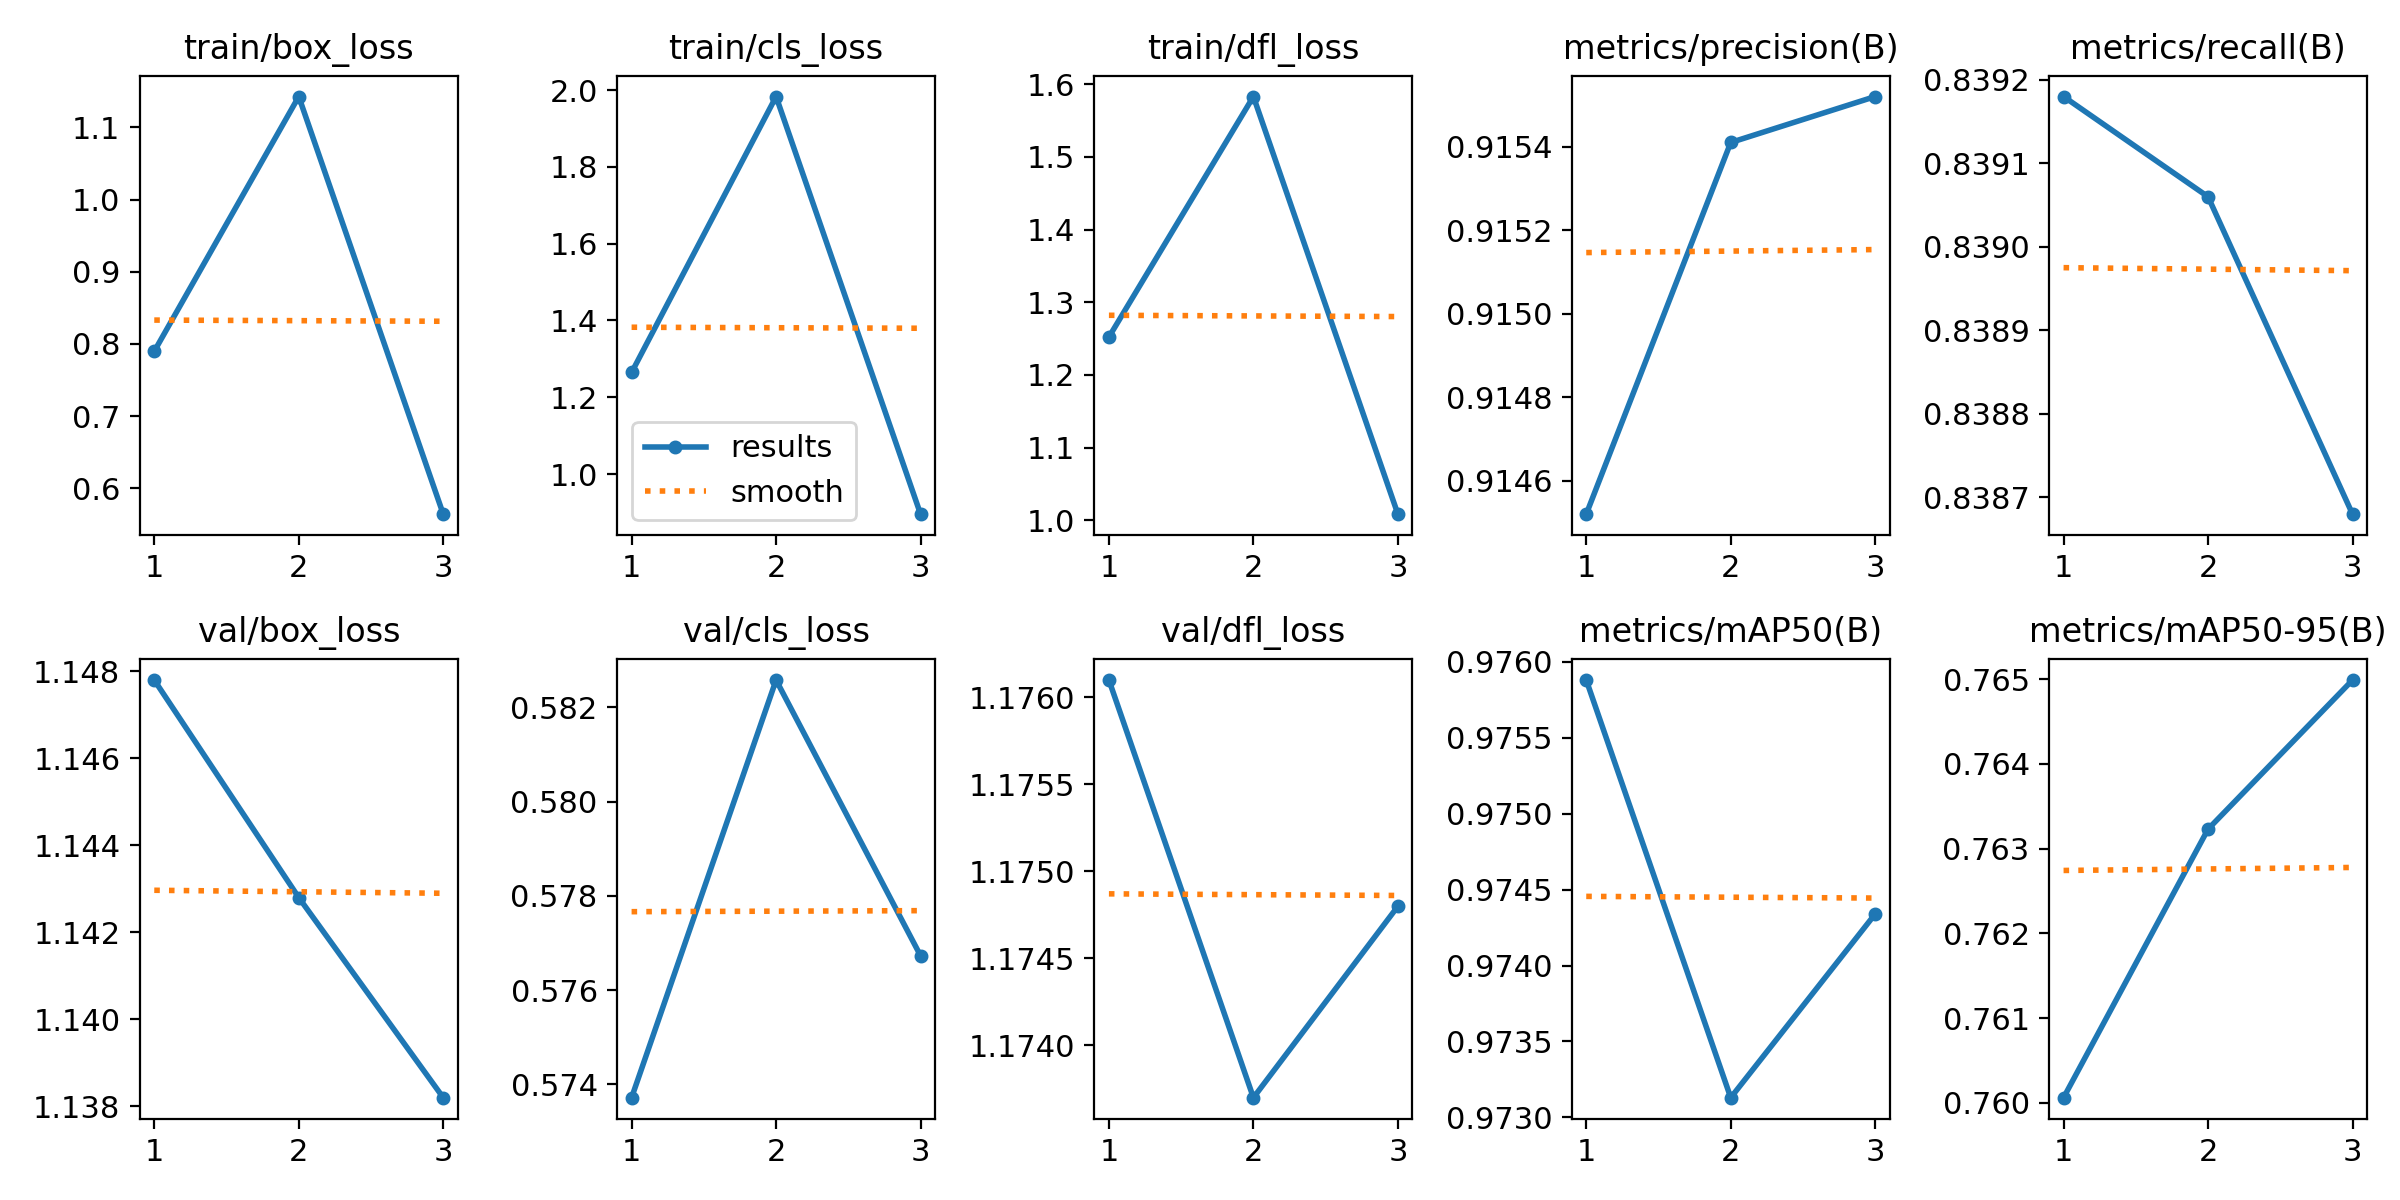 train/box_loss
1.1
1.0
0.9
0.8
0.7
0.6
1 2 3
train/cls_loss
2.0
1.8
1.6
1.4
1.2
1.0
results
smooth
1 2 3
train/dfl_loss
1.6
1.5
1.4
1.3
1.2
1.1
1.0
1 2 3
metrics/precision(B)
0.9154
0.9152
0.9150
0.9148
0.9146
1 2 3
metrics/recall(B)
0.8392
0.8391
0.8390
0.8389
0.8388
0.8387
1 2 3
val/box_loss
1.148
1.146
1.144
1.142
1.140
1.138
1 2 3
val/cls_loss
0.582
0.580
0.578
0.576
0.574
1 2 3
val/dfl_loss
1.1760
1.1755
1.1750
1.1745
1.1740
1 2 3
metrics/mAP50(B)
0.9760
0.9755
0.9750
0.9745
0.9740
0.9735
0.9730
1 2 3
metrics/mAP50-95(B)
0.765
0.764
0.763
0.762
0.761
0.760
1 2 3